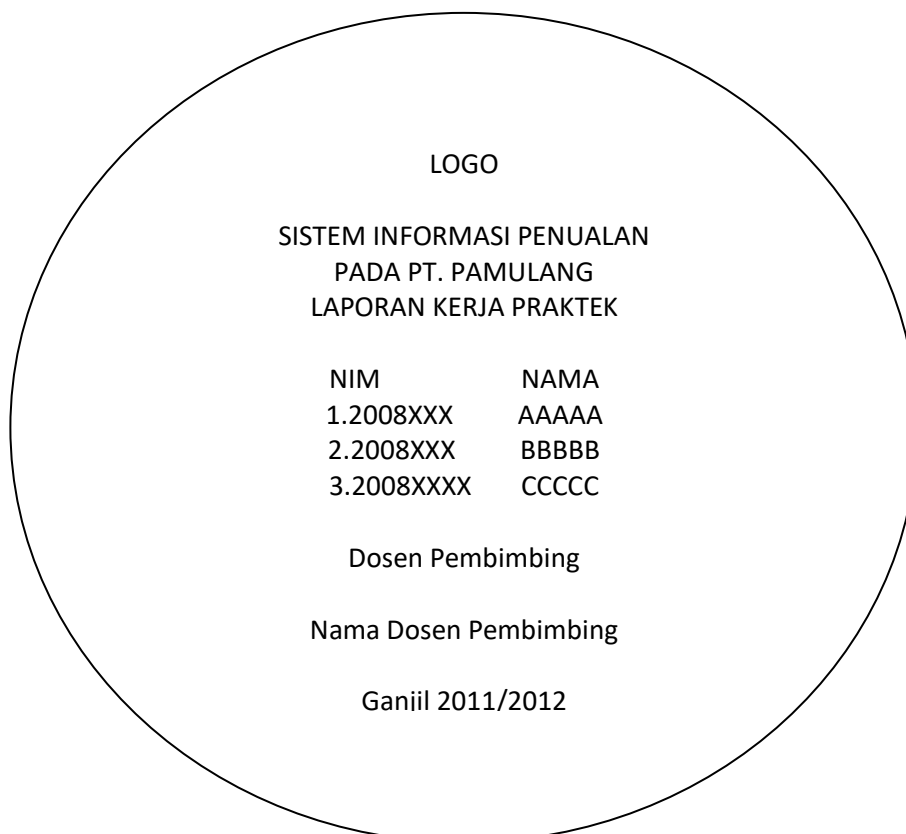 LOGO
SISTEM INFORMASI PENUALAN
PADA PT. PAMULANG
LAPORAN KERJA PRAKTEK
NIM NAMA
1.2008XXX AAAAA
2.2008XXX BBBBB
3.2008XXXX CCCCC
Dosen Pembimbing
Nama Dosen Pembimbing
Ganjil 2011/2012